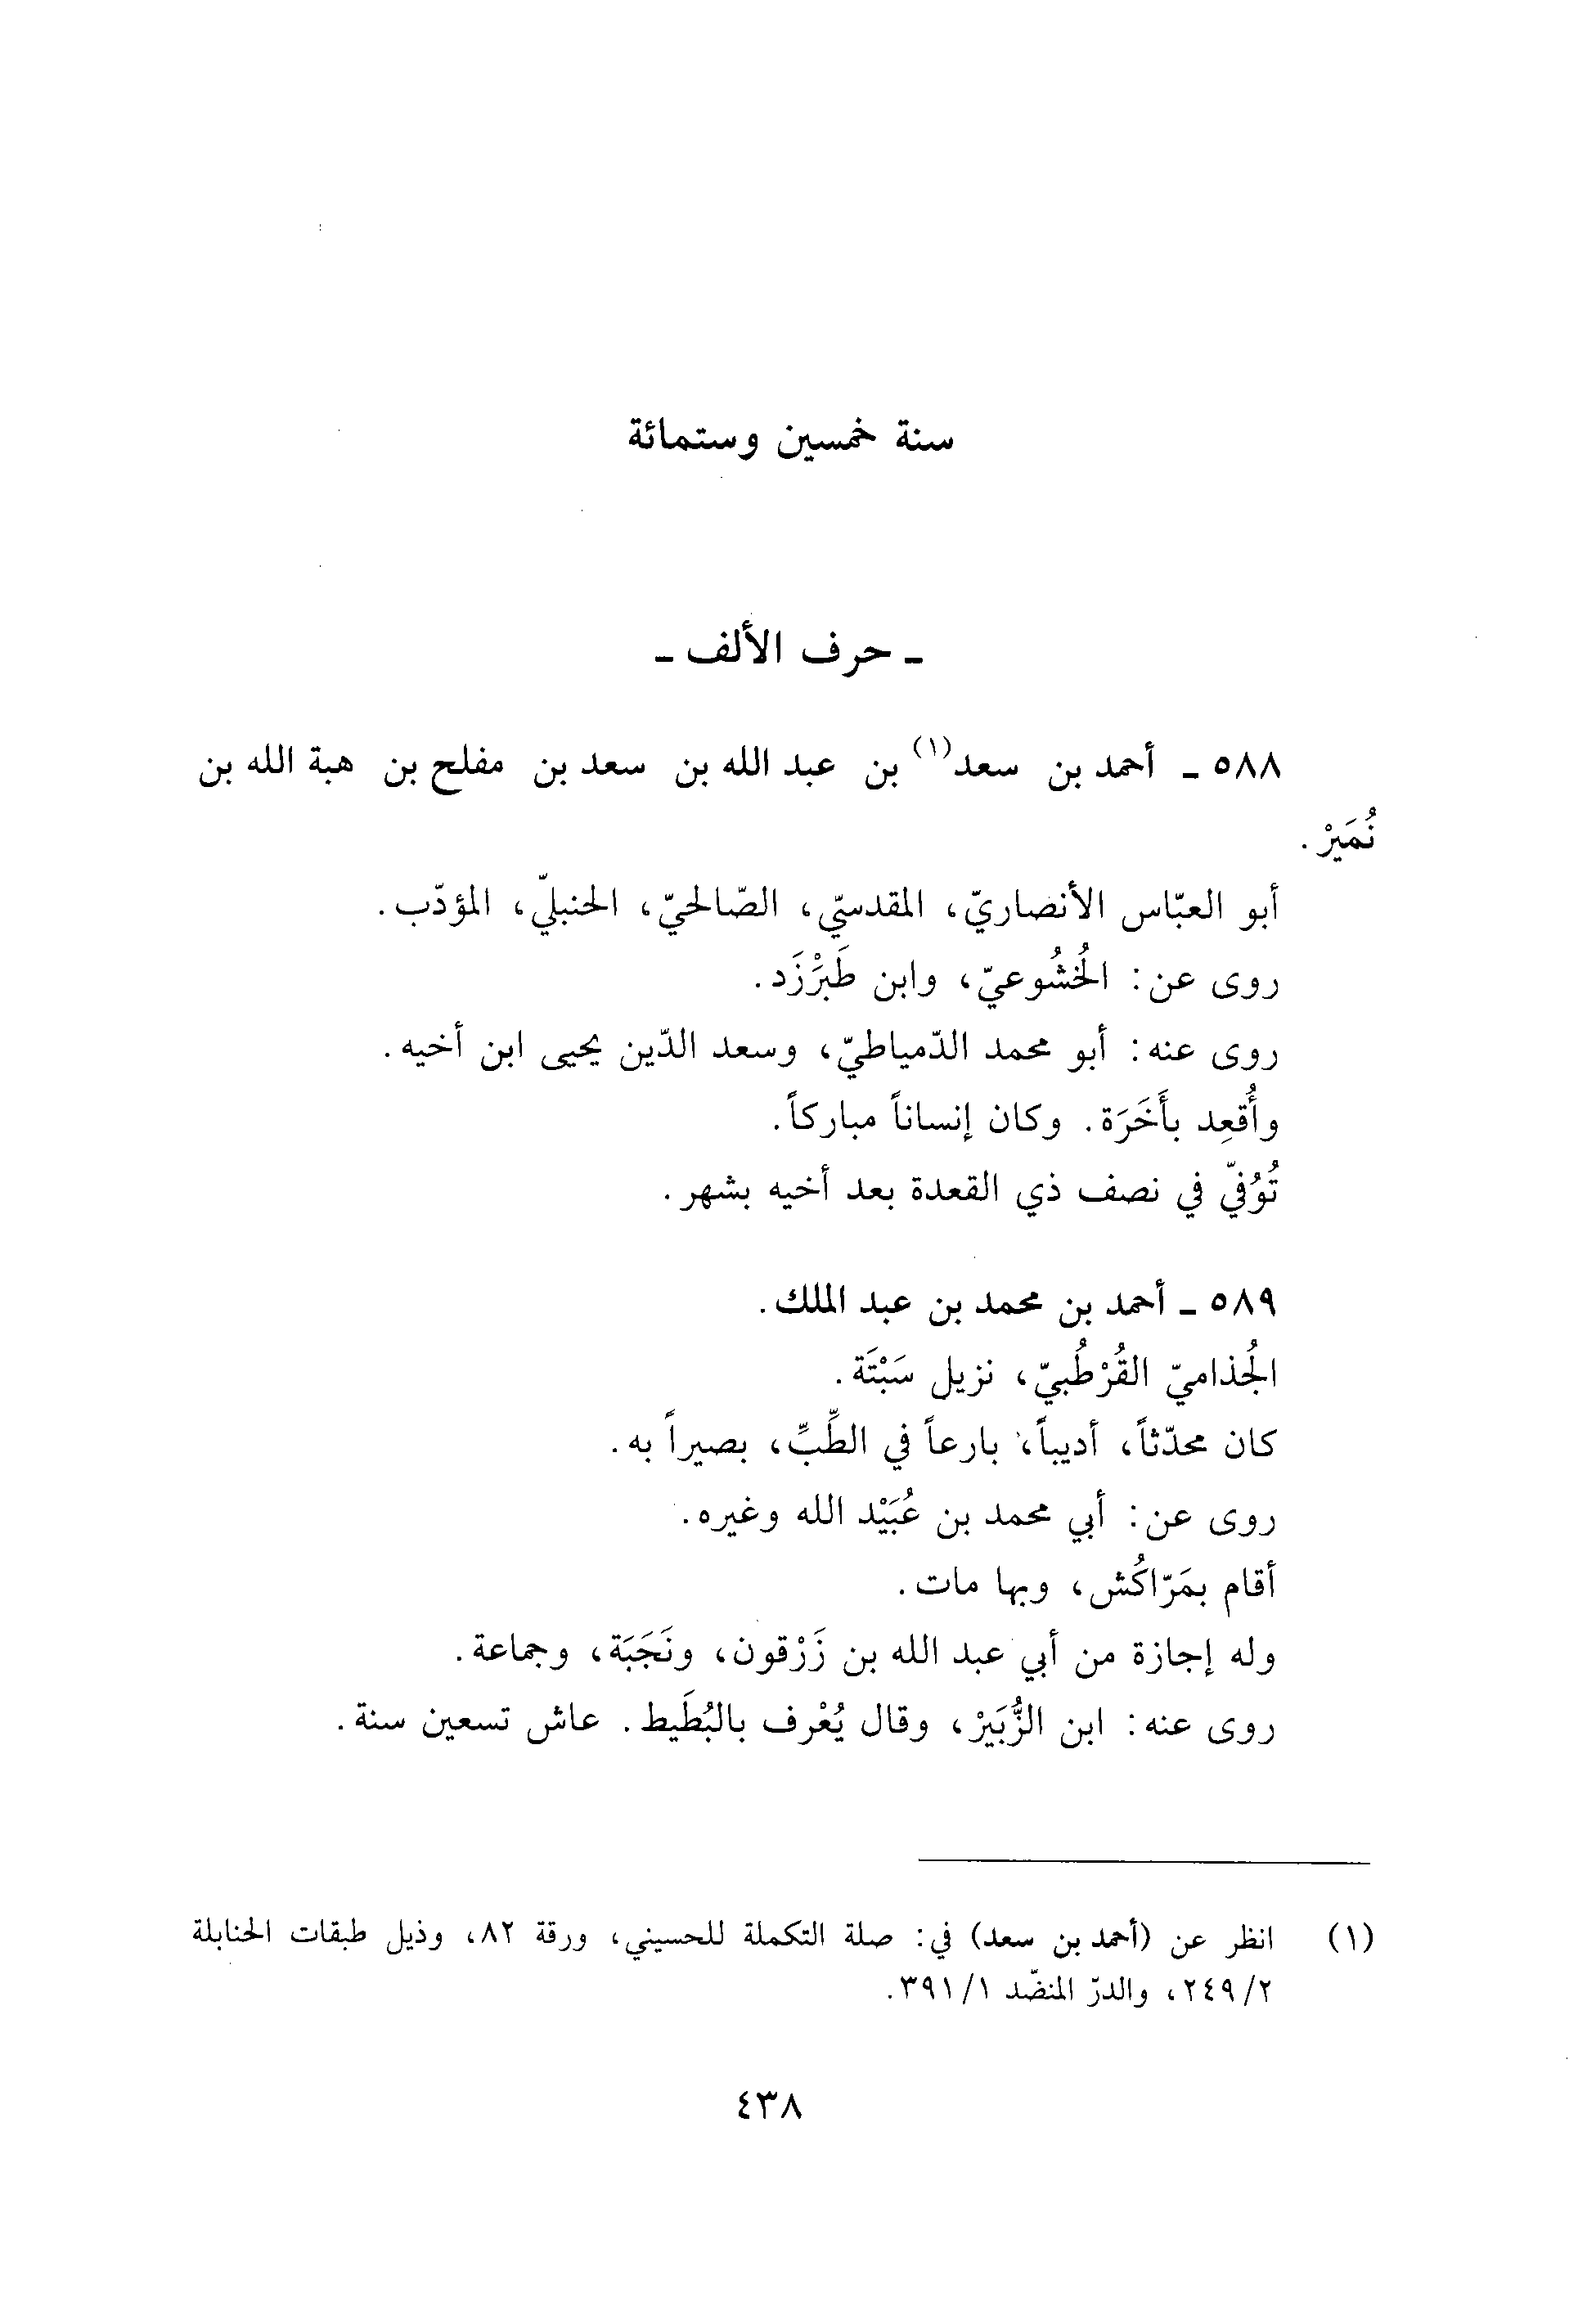 سنة خمسين وستمائة
ـ حرف الألف ـ
٥٨٨ ـ أحمد بن سعد(١) بن عبد الله بن سعد بن مفلح بن هبة الله بن
نُمَيرْ.
أبو العبّاس الأنصاريّ، المقدسيّ، الصّالحيّ، الحنبليّ، المؤدّب.
روى عن: الخُشُوعيّ، وابن طَبَرْزَد.
روى عنه: أبو محمد الدّمياطيّ، وسعد الدّين يحيى ابن أخيه.
وأُقعِد بأَخَرَة. وكان إنساناً مباركاً.
تُوُفيّ في نصف ذي القعدة بعد أخيه بشهر.
٥٨٩ ـ أحمد بن محمد بن عبد الملك.
الجُذاميّ القُرْطُبيّ، نزيل سَبْتَة.
كان محدّثاً، أديباً، بارعاً في الطِّبِّ، بصيراً به.
روى عن: أبي محمد بن عُبَيْد الله وغيره.
أقام بمَرّاكُش، وبها مات.
وله إجازة من أبي عبد الله بن زَرْقون، ونَجَبَة، وجماعة.
روى عنه: ابن الزُّبَيرْ، وقال يُعْرف بالبُطَيط. عاش تسعين سنة.
(١) انظر عن (أحمد بن سعد) في: صلة التكملة للحسيني، ورقة ٨٢، وذيل طبقات الحنابلة
٢/٢٤٩، والدرّ المنضّد ١/٣٩١.
٤٣٨